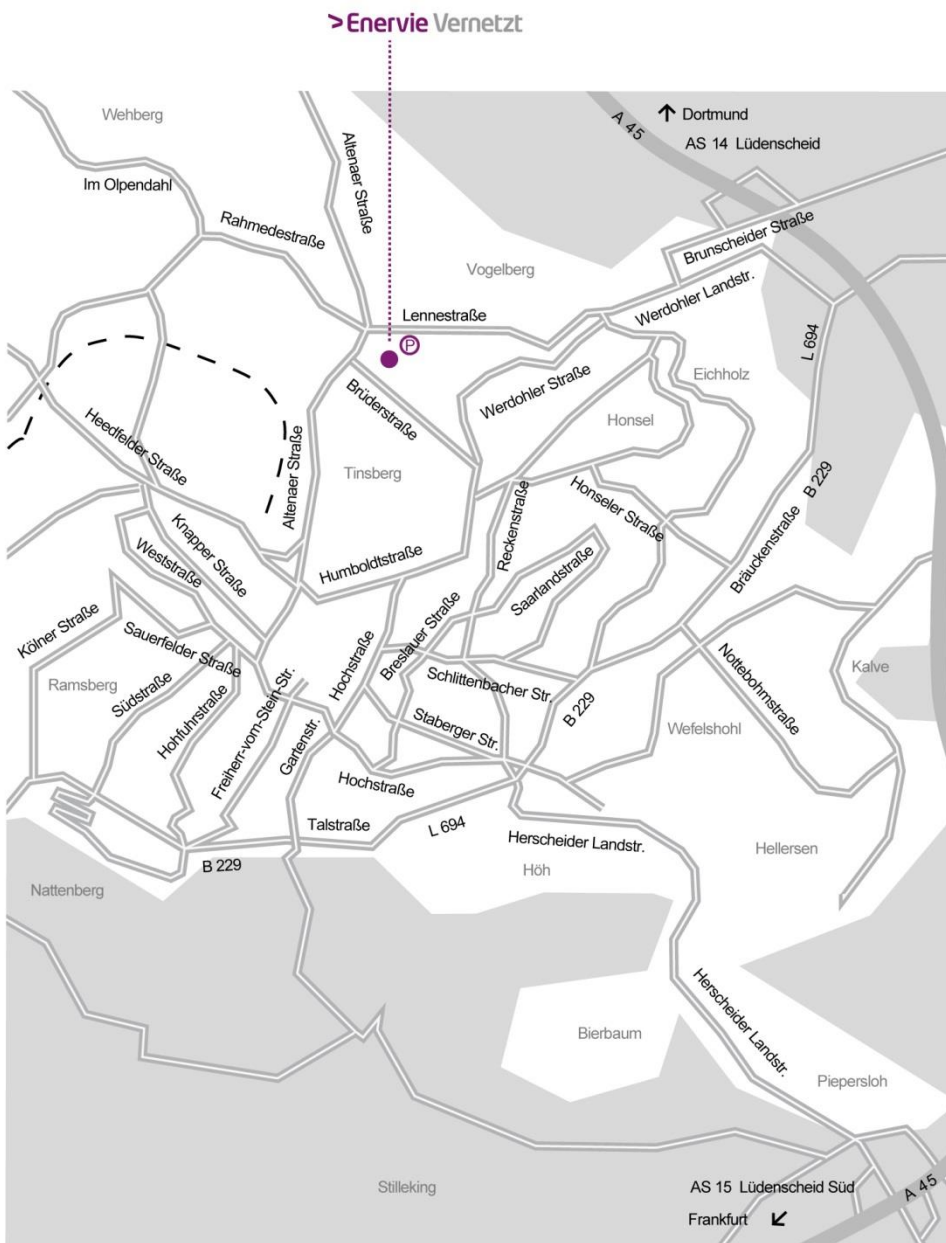 >Enervie Vernetzt
Wehberg
A 45
Dortmund
AS 14 Lüdenscheid
Altenaer Straße
Im Olpendahl
Rahmedestraße
Brunscheider Straße
Vogelberg
Werdohler Landstr.
Lennestraße
P
L 694
Brüderstraße
Werdohler Straße
Eichholz
Heedfelder Straße
Honsel
Altenaer Straße
Tinsberg
Reckenstraße
Honseler Straße
B 229
Bräuckenstraße
Knapper Straße
Weststraße
Humboldtstraße
Saarlandstraße
Kölner Straße
Sauerfelder Straße
Breslauer Straße
Hochstraße
Ramsberg
Südstraße
Hohfuhrstraße
Freiherr-vom-Stein-Str.
Gartenstr.
Schlittenbacher Str.
B 229
Nottebohmstraße
Kalve
Wefelshohl
Staberger Str.
Hochstraße
Talstraße
L 694
Herscheider Landstr.
B 229
Höh
Hellersen
Nattenberg
Herscheider Landstr.
Bierbaum
Piepersloh
Stilleking
AS 15 Lüdenscheid Süd
A 45
Frankfurt